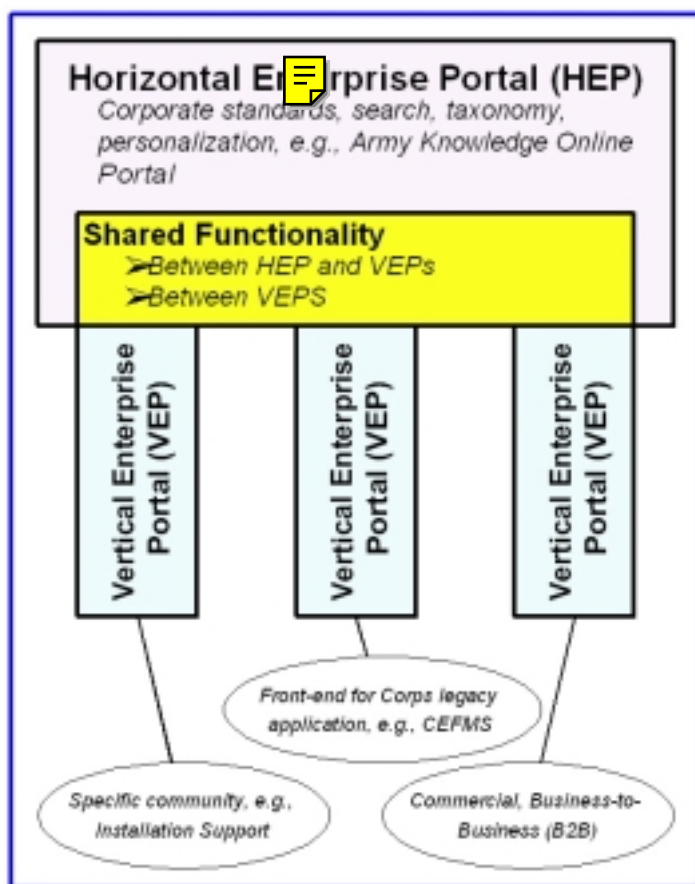 Horizontal Enterprise Portal (HEP)
Corporate standards, search, taxonomy,
personalization, e.g., Army Knowledge Online
Portal
Shared Functionality
➢Between HEP and VEPs
➢Between VEPS
Vertical Enterprise
Portal (VEP)
Vertical Enterprise
Portal (VEP)
Vertical Enterprise
Portal (VEP)
Front-end for Corps legacy
application, e.g., CEFMS
Specific community, e.g.,
Installation Support
Commercial, Business-to-
Business (B2B)